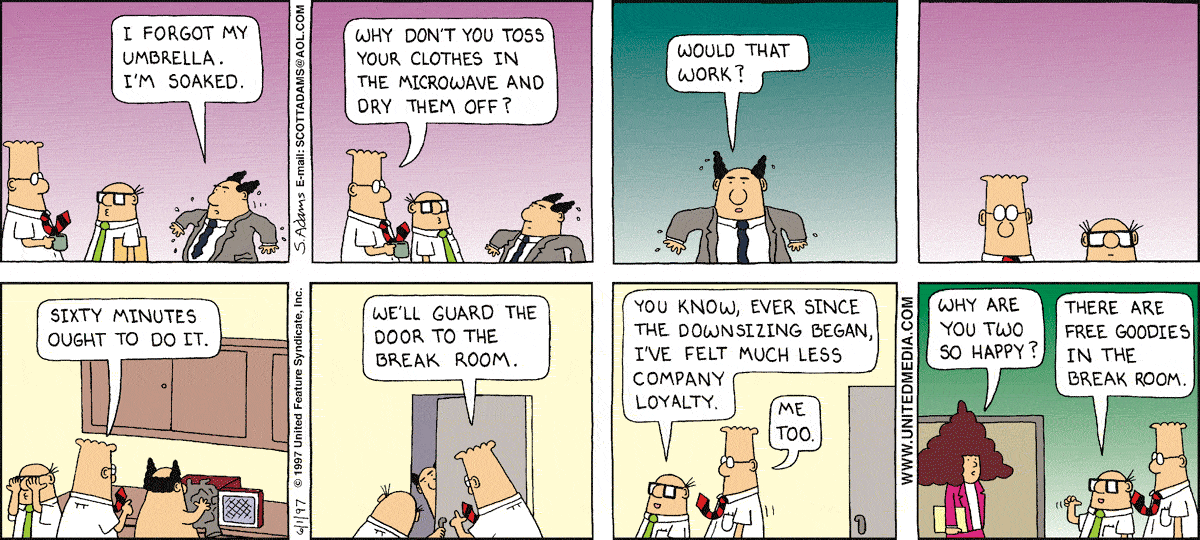 I FORGOT MY
UMBRELLA.
I'M SOAKED.
S. Adams E-mail: SCOTTADAMS@AOL.COM
WHY DON'T YOU TOSS
YOUR CLOTHES IN
THE MICROWAVE AND
DRY THEM OFF?
WOULD THAT
WORK?
SIXTY MINUTES
OUGHT TO DO IT.
6/1/97 © 1997 United Feature Syndicate, Inc.
WE'LL GUARD THE
DOOR TO THE
BREAK ROOM.
YOU KNOW, EVER SINCE
THE DOWNSIZING BEGAN,
I'VE FELT MUCH LESS
COMPANY
LOYALTY.
ME
TOO.
WWW.UNITEDMEDIA.COM
WHY ARE
YOU TWO
SO HAPPY?
THERE ARE
FREE GOODIES
IN THE
BREAK ROOM.